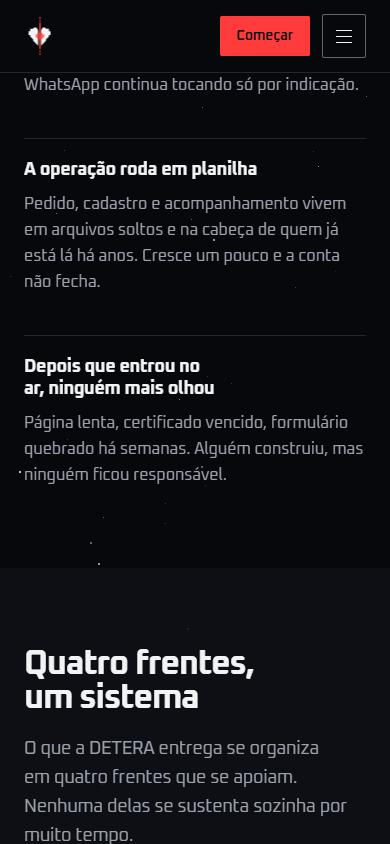 Começar
WhatsApp continua tocando só por indicação.
A operação roda em planilha
Pedido, cadastro e acompanhamento vivem
em arquivos soltos e na cabeça de quem já
está lá há anos. Cresce um pouco e a conta
não fecha.
Depois que entrou no
ar, ninguém mais olhou
Página lenta, certificado vencido, formulário
quebrado há semanas. Alguém construiu, mas
ninguém ficou responsável.
Quatro frentes,
um sistema
O que a DETERA entrega se organiza
em quatro frentes que se apoiam.
Nenhuma delas se sustenta sozinha por
muito tempo.